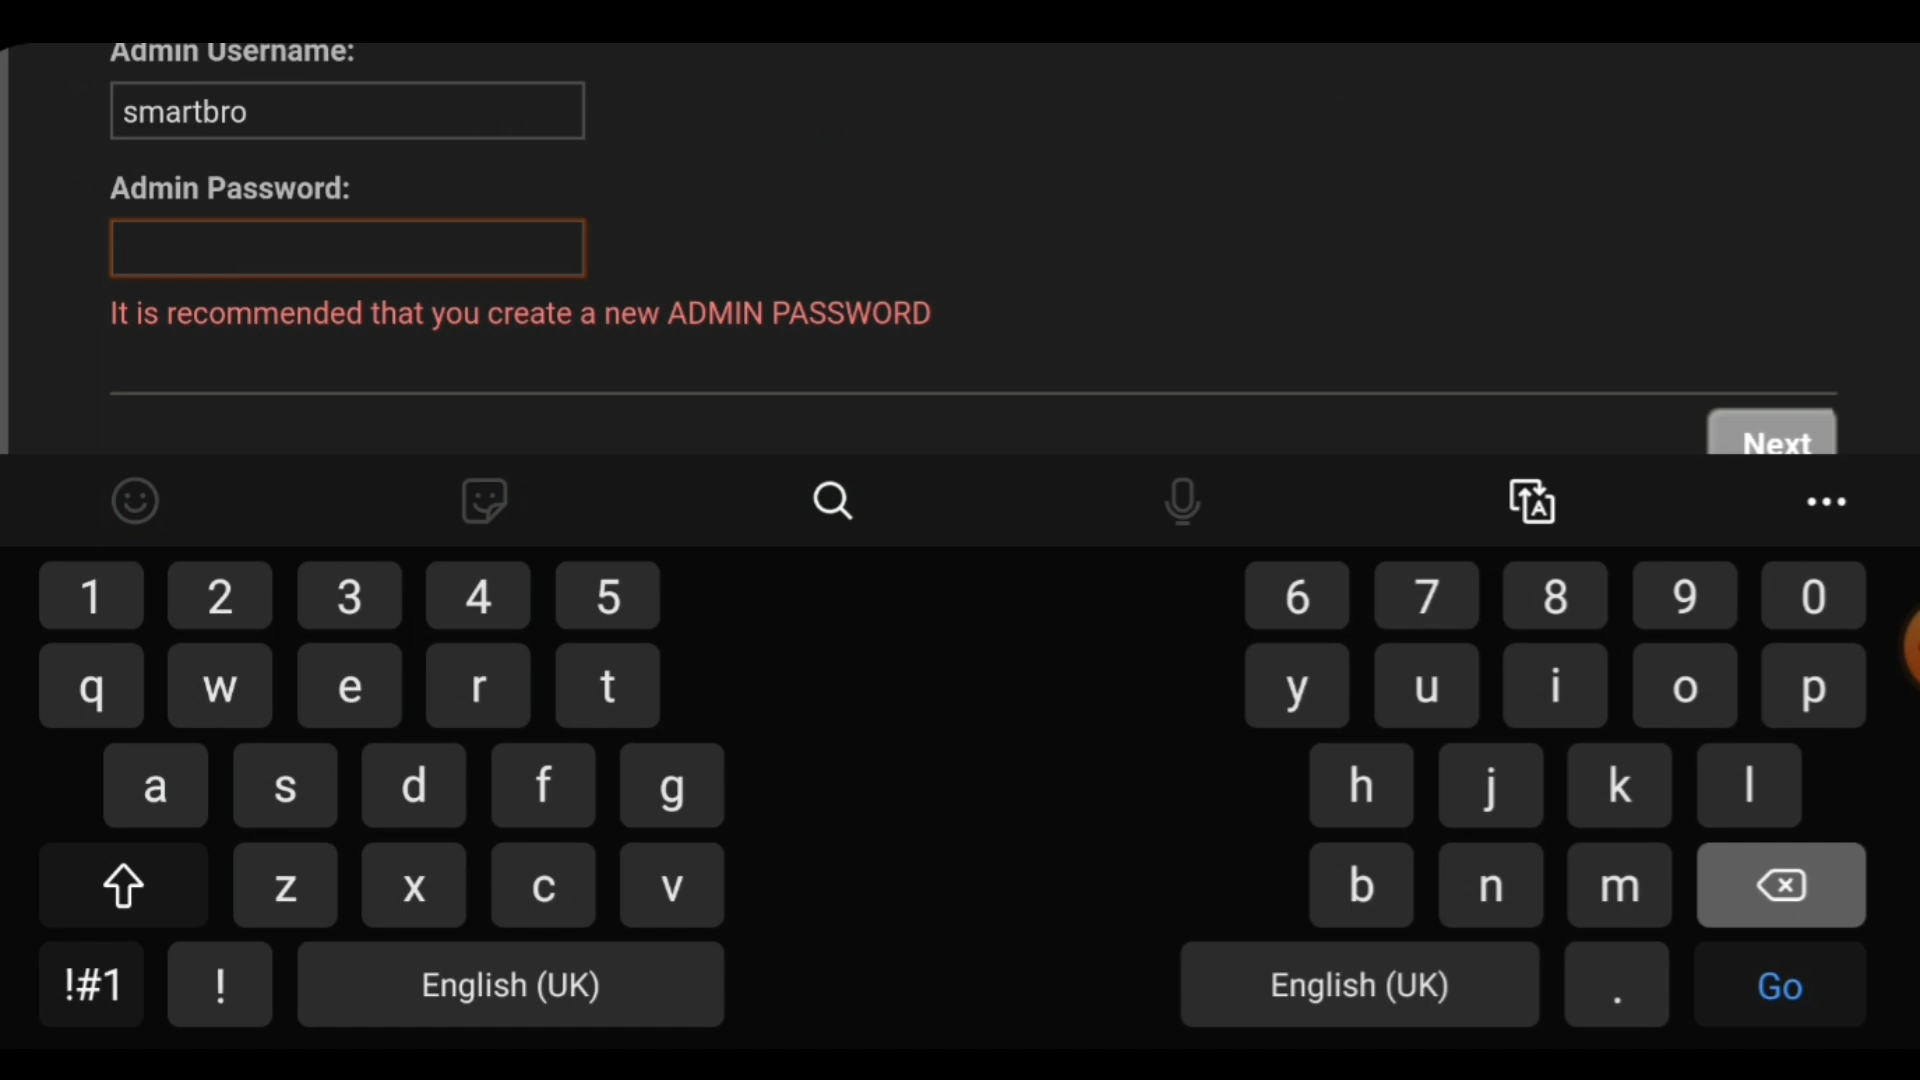 Admin Username:
smartbro
Admin Password:
It is recommended that you create a new ADMIN PASSWORD
Next
1 2 3 4 5 6 7 8 9 0
q w e r t y u i o p
a s d f g h j k l
z x c v b n m
!#1 ! English (UK) English (UK) . Go